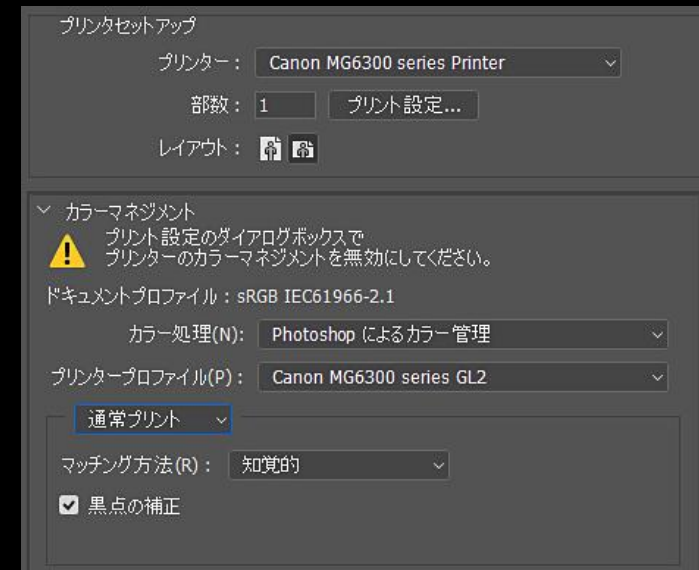 プリンタセットアップ
プリンター： Canon MG6300 series Printer
部数： 1 プリント設定...
レイアウト：
カラーマネジメント
プリント設定のダイアログボックスで
プリンターのカラーマネジメントを無効にしてください。
ドキュメントプロファイル：sRGB IEC61966-2.1
カラー処理(N): Photoshop によるカラー管理
プリンタープロファイル(P)： Canon MG6300 series GL2
通常プリント
マッチング方法(R)： 知覚的
黒点の補正